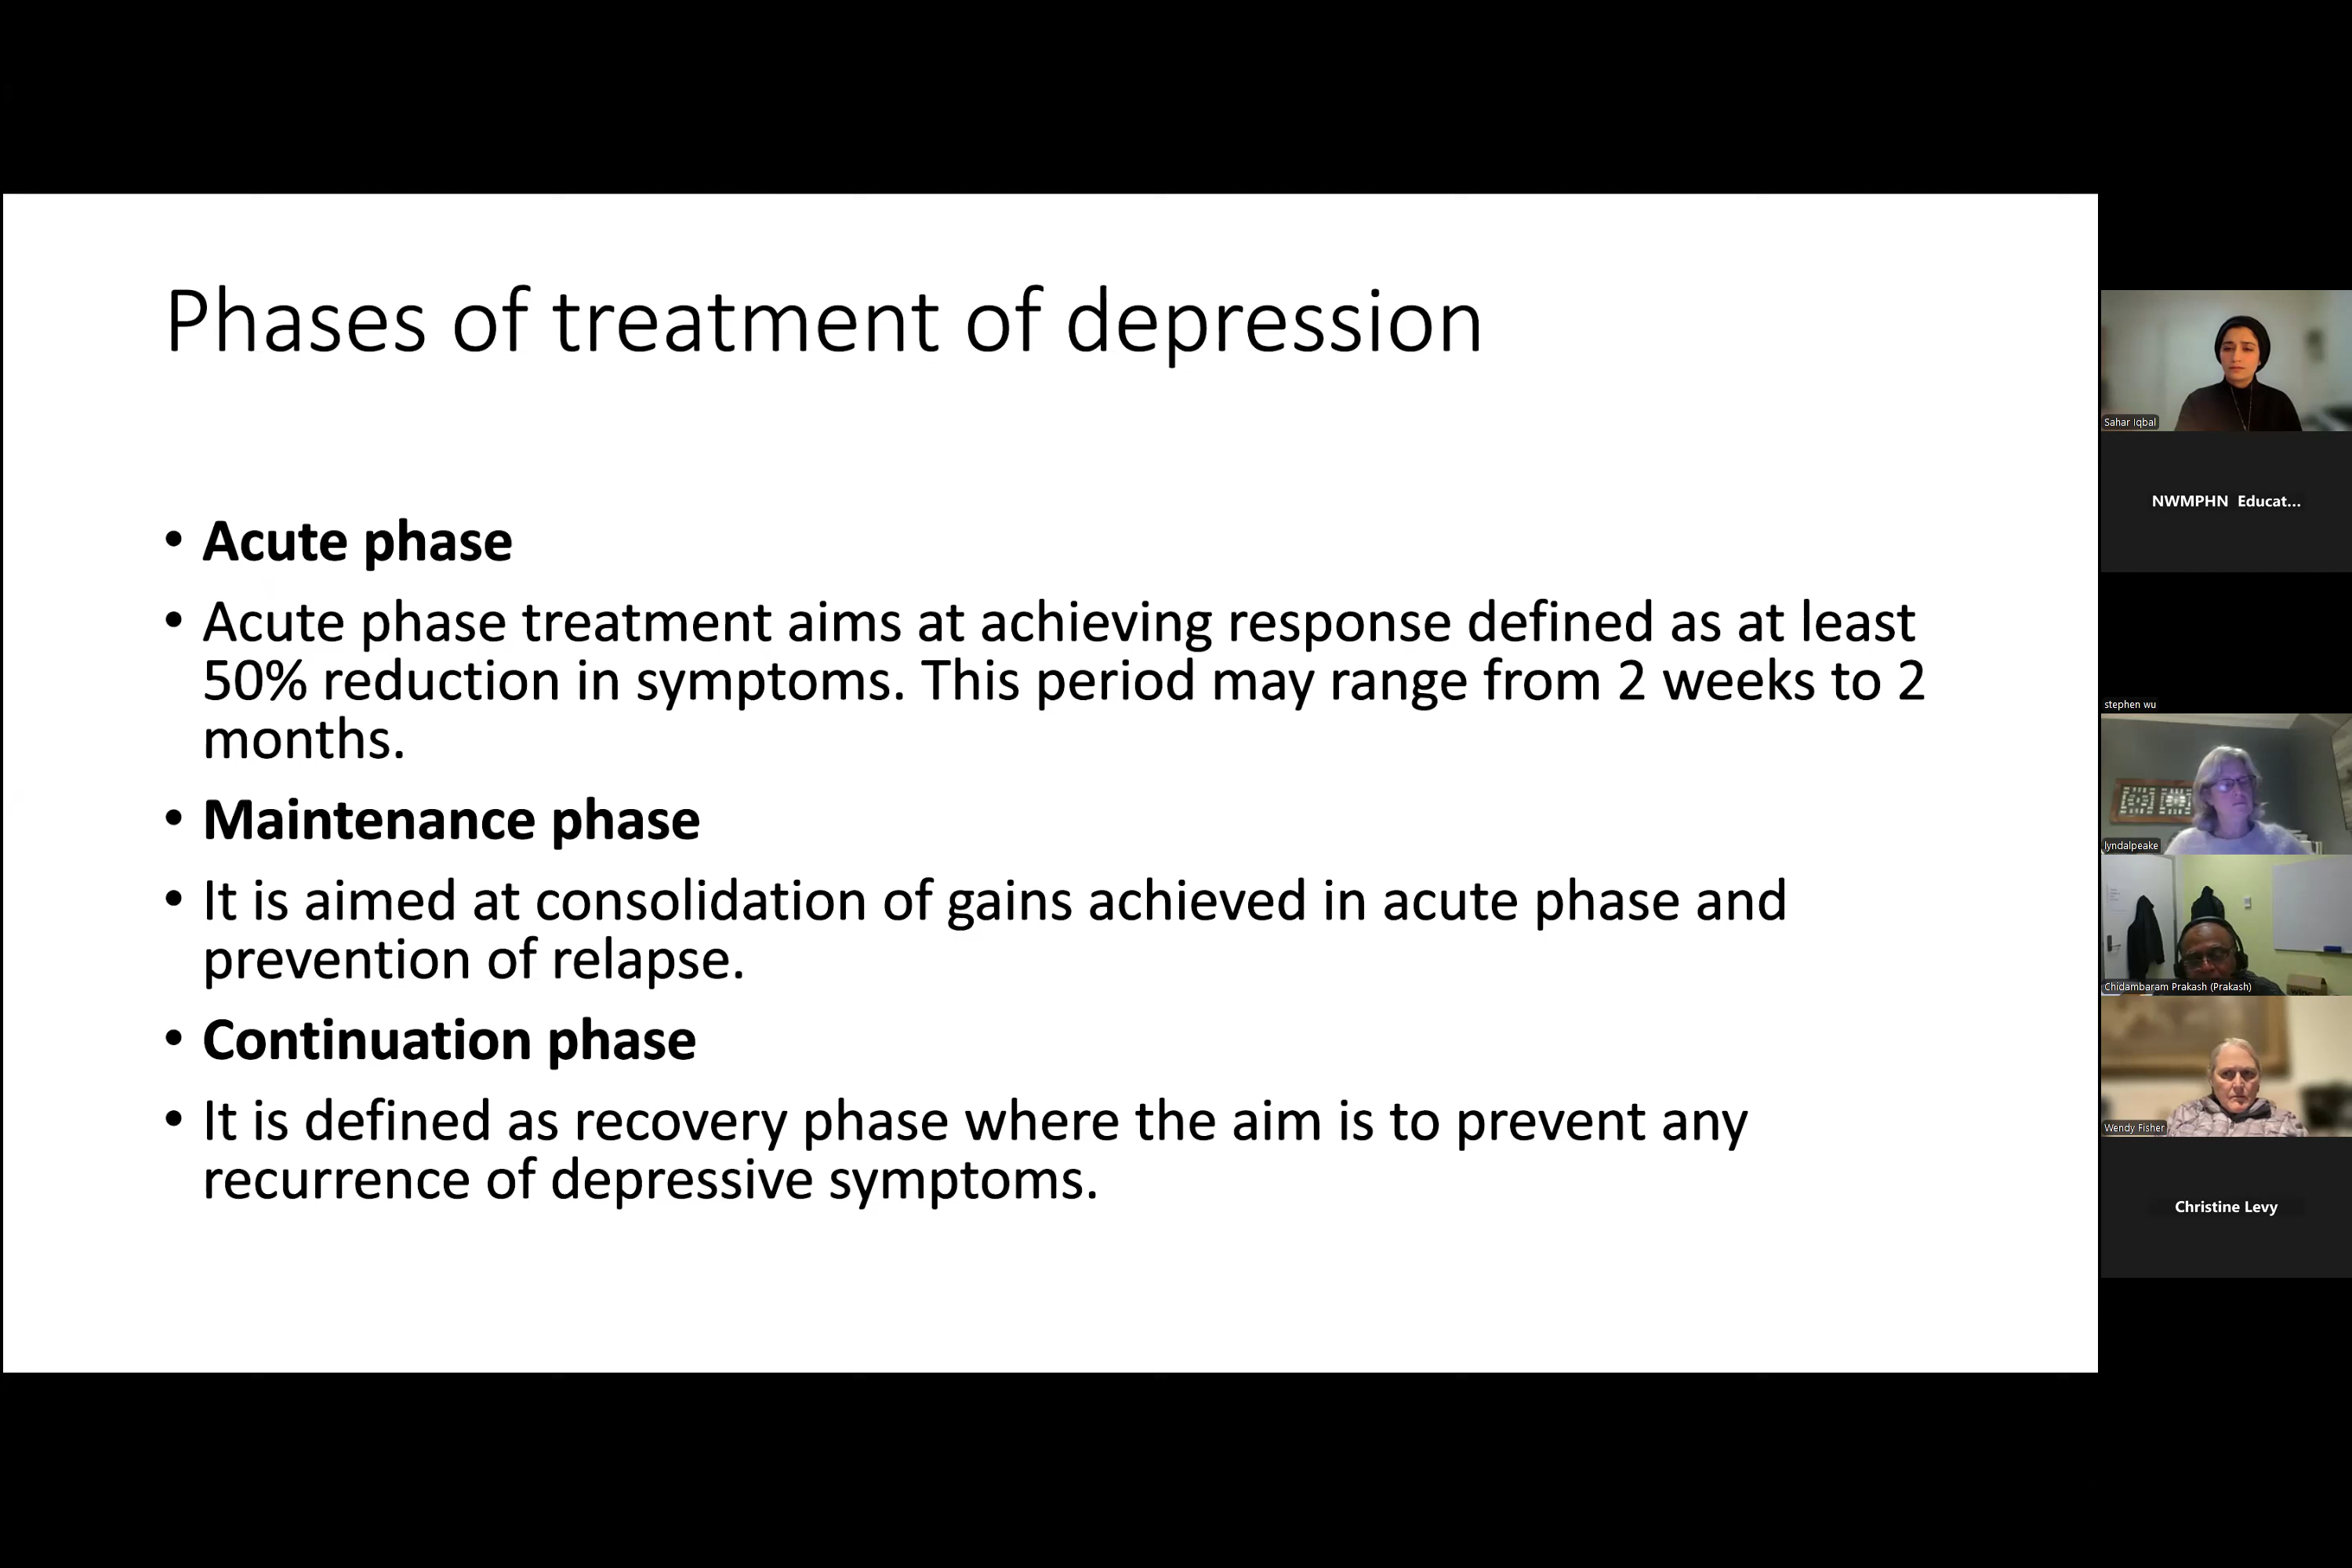 Phases of treatment of depression
• Acute phase
• Acute phase treatment aims at achieving response defined as at least
50% reduction in symptoms. This period may range from 2 weeks to 2
months.
• Maintenance phase
• It is aimed at consolidation of gains achieved in acute phase and
prevention of relapse.
• Continuation phase
• It is defined as recovery phase where the aim is to prevent any
recurrence of depressive symptoms.
Sahar Iqbal
NWMPHN Educat...
stephen wu
lyndalpeake
Chidambaram Prakash (Prakash)
Wendy Fisher
Christine Levy